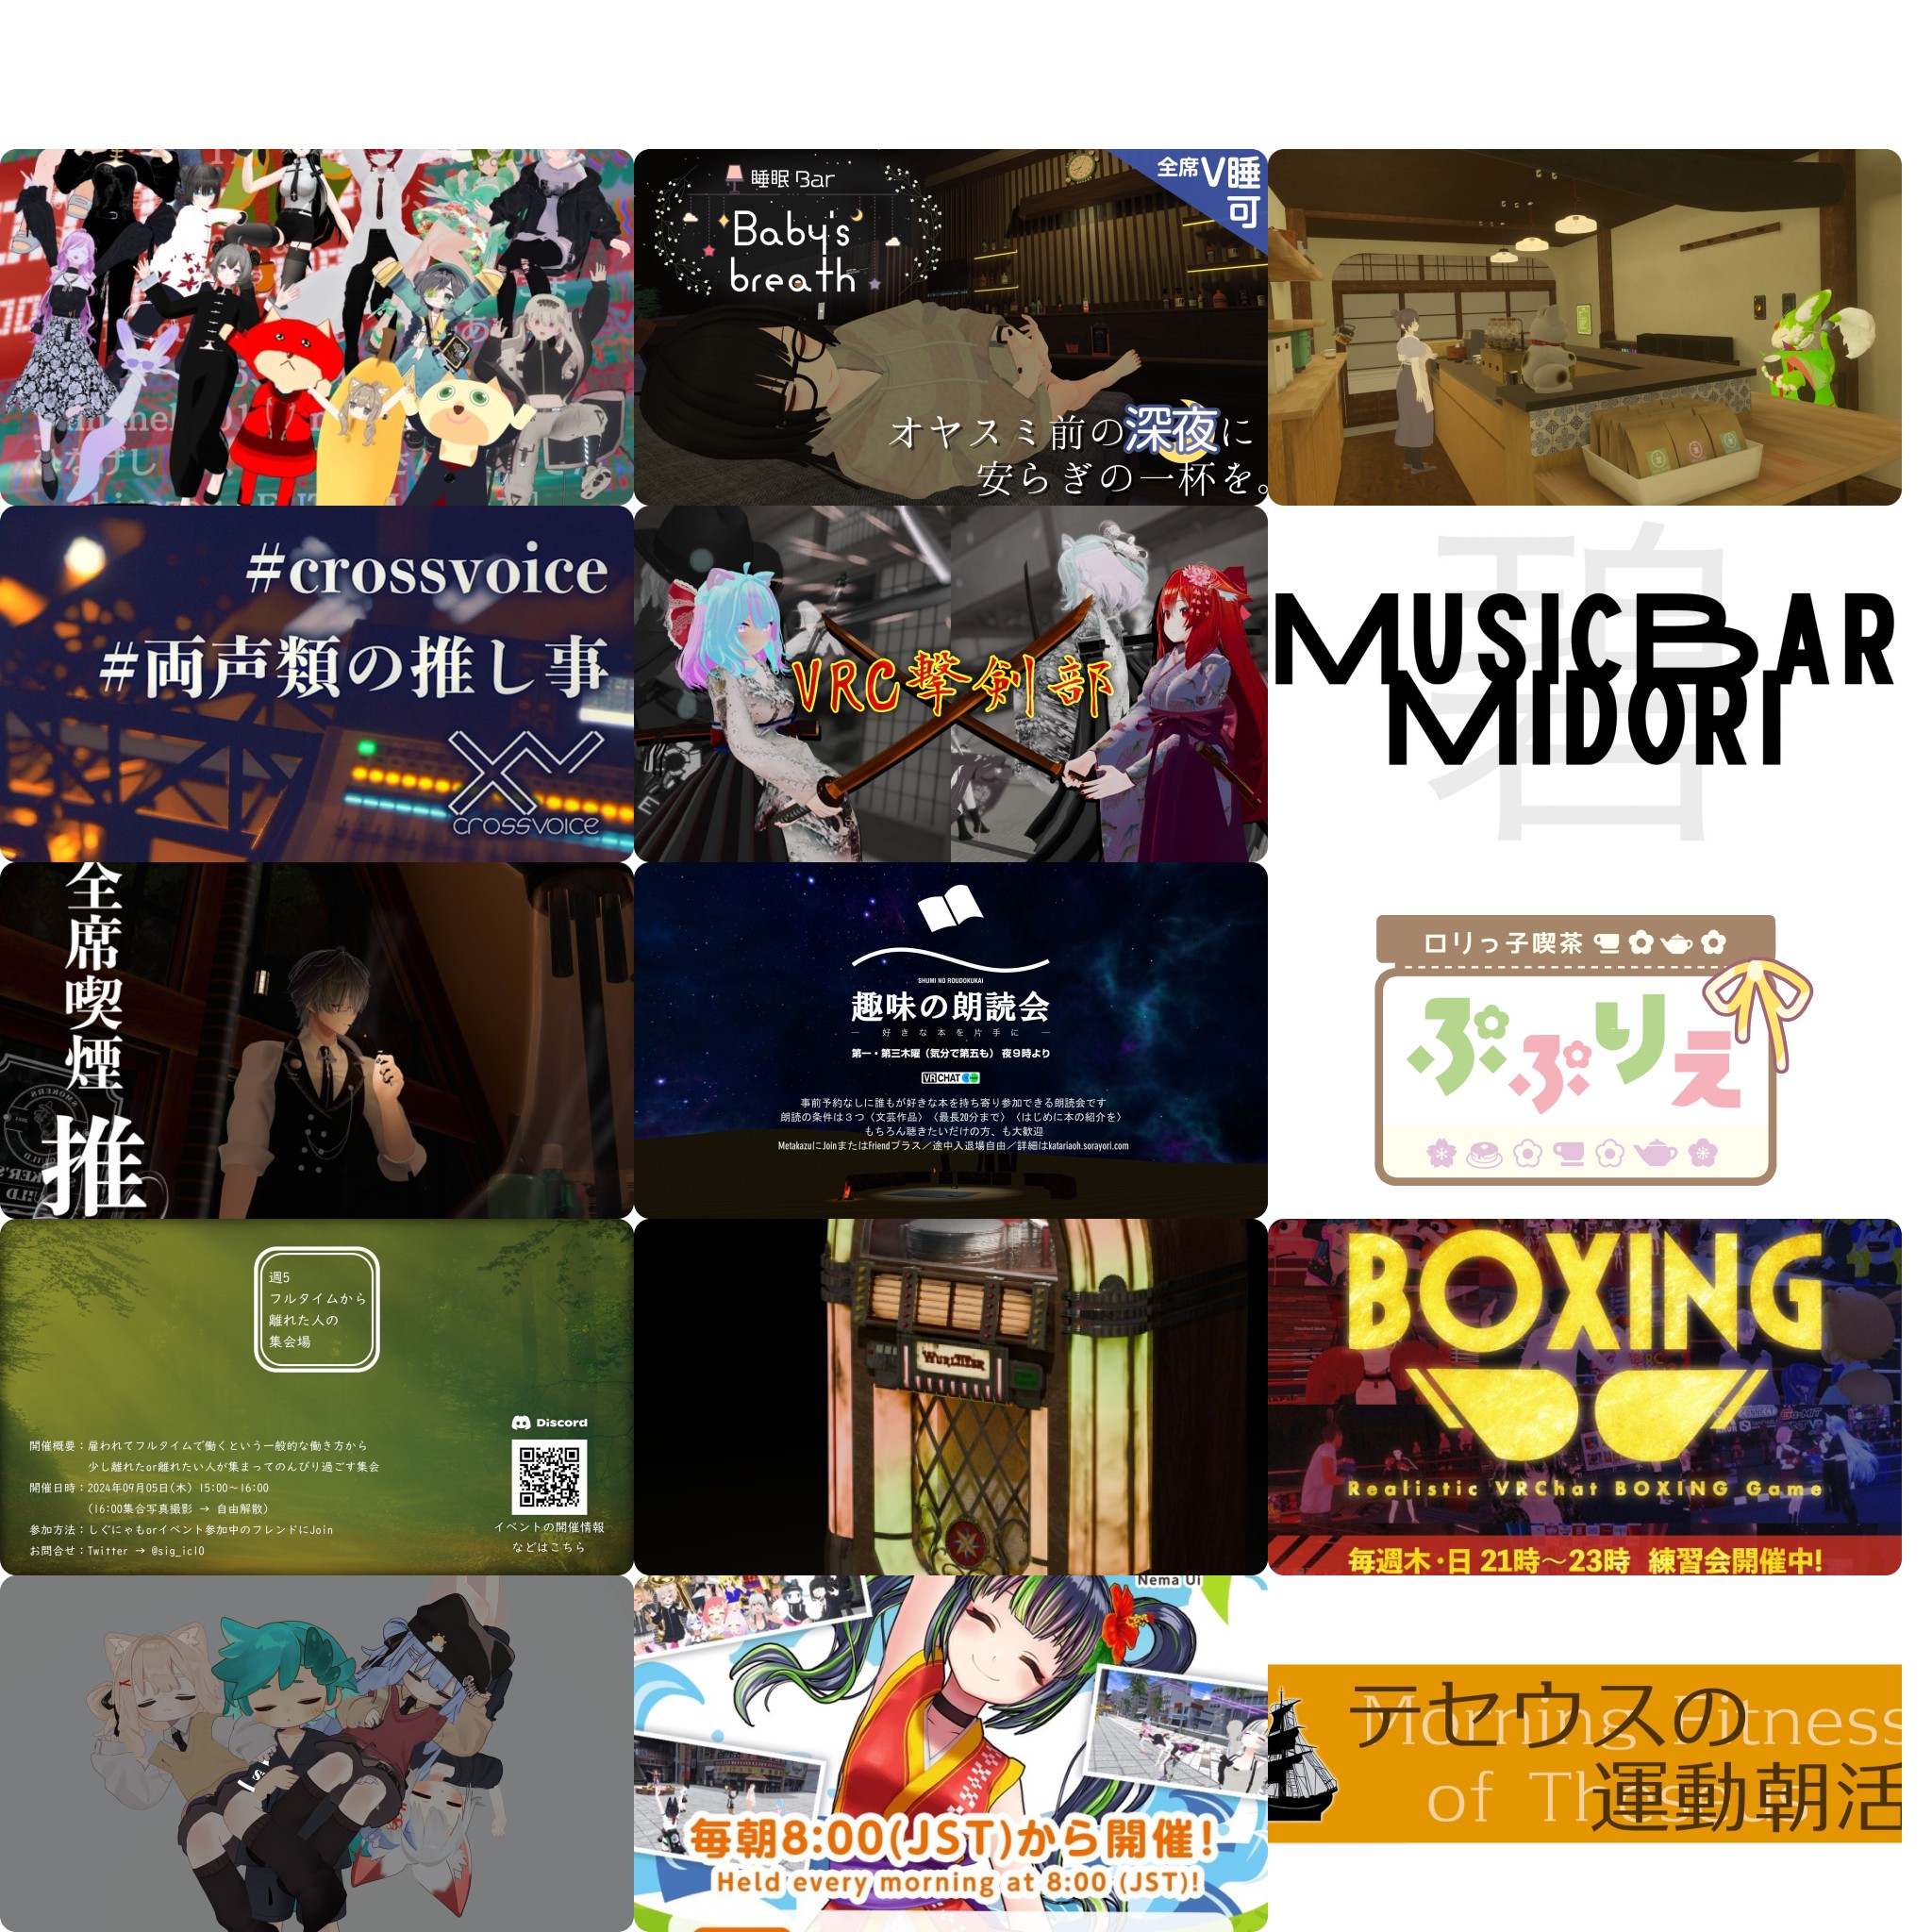 睡眠 Bar
Baby's
breath
全席V睡
可
オヤスミ前の深夜に
安らぎの一杯を。
#crossvoice
#両声類の推し事
crossvoice
VRC撃剣部
碧
MUSICBAR
MIDORI
全席喫煙
推
SHUMI NO ROUDOKUKAI
趣味の朗読会
― 好きな本を片手に ―
第一・第三木曜（気分で第五も） 夜９時より
VRCHAT
事前予約なしに誰もが好きな本を持ち寄り参加できる朗読会です
朗読の条件は３つ〈文芸作品〉〈最長20分まで〉〈はじめに本の紹介を〉
もちろん聴きたいだけの方、も大歓迎
MetakazuにJoinまたはFriendプラス／途中入退場自由／詳細はkatariaoh.sorayori.com
ロリっ子喫茶
ぷぷりえ
週5
フルタイムから
離れた人の
集会場
Discord
開催概要：雇われてフルタイムで働くという一般的な働き方から
少し離れたor離れたい人が集まってのんびり過ごす集会
開催日時：2024年09月05日(木) 15:00～16:00
(16:00集合写真撮影 → 自由解散)
参加方法：しぐにゃもorイベント参加中のフレンドにJoin
お問合せ：Twitter → @sig_ic10
イベントの開催情報
などはこちら
WURLITZER
BOXING
Realistic VRChat BOXING Game
毎週木・日 21時～23時 練習会開催中!
Nema Ui
毎朝8:00(JST)から開催!
Held every morning at 8:00 (JST)!
テセウスの
Morning Fitness
運動朝活
of Theseus